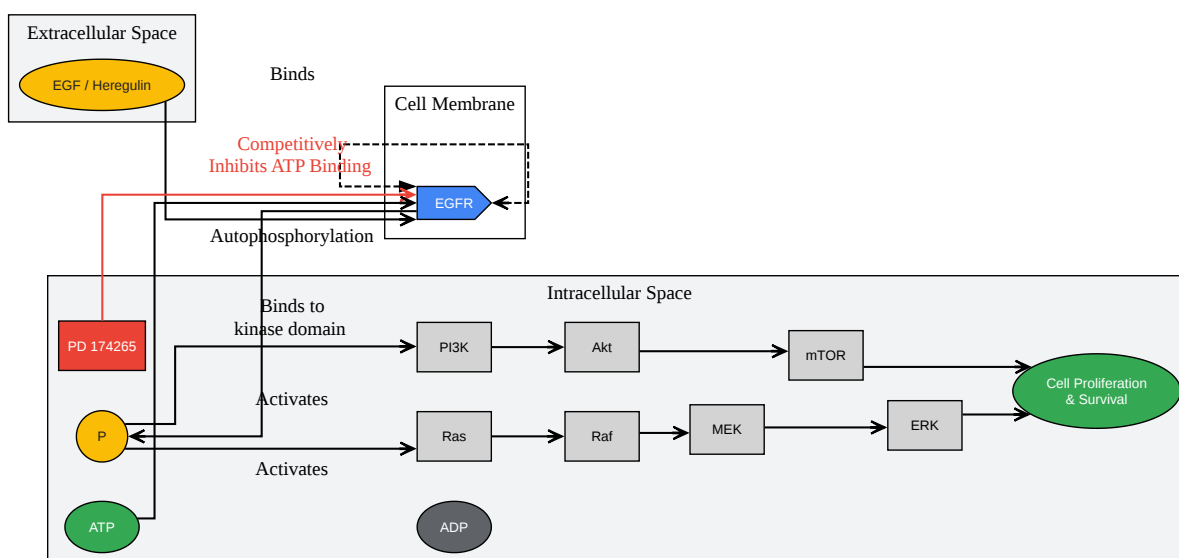 Extracellular Space
EGF / Heregulin
Binds
Cell Membrane
Competitively
Inhibits ATP Binding
EGFR
Autophosphorylation
Intracellular Space
Binds to
kinase domain
PD 174265
PI3K
Akt
mTOR
Cell Proliferation
& Survival
Activates
P
Ras
Raf
MEK
ERK
Activates
ATP
ADP